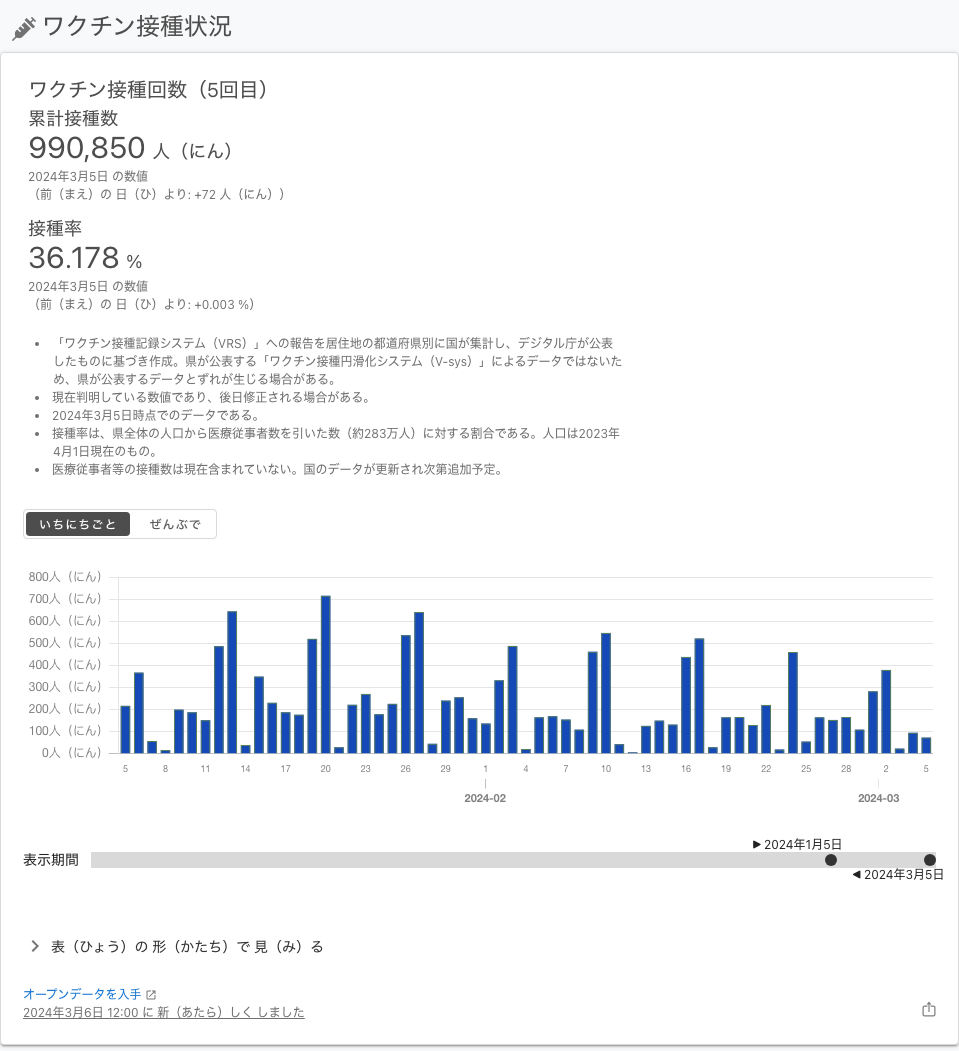 ワクチン接種状況
ワクチン接種回数（5回目）
累計接種数
990,850 人（にん）
2024年3月5日 の数値
（前（まえ）の 日（ひ）より: +72 人（にん））
接種率
36.178 %
2024年3月5日 の数値
（前（まえ）の 日（ひ）より: +0.003 %）
• 「ワクチン接種記録システム（VRS）」への報告を居住地の都道府県別に国が集計し、デジタル庁が公表
したものに基づき作成。県が公表する「ワクチン接種円滑化システム（V-sys）」によるデータではないた
め、県が公表するデータとずれが生じる場合がある。
• 現在判明している数値であり、後日修正される場合がある。
• 2024年3月5日時点でのデータである。
• 接種率は、県全体の人口から医療従事者数を引いた数（約283万人）に対する割合である。人口は2023年
4月1日現在のもの。
• 医療従事者等の接種数は現在含まれていない。国のデータが更新され次第追加予定。
いちにちごと ぜんぶで
800人（にん）
700人（にん）
600人（にん）
500人（にん）
400人（にん）
300人（にん）
200人（にん）
100人（にん）
0人（にん）
5 8 11 14 17 20 23 26 29 1 4 7 10 13 16 19 22 25 28 2 5
2024-02 2024-03
▶ 2024年1月5日
表示期間
◀ 2024年3月5日
表（ひょう）の 形（かたち）で 見（み）る
オープンデータを入手
2024年3月6日 12:00 に 新（あたら）しく しました